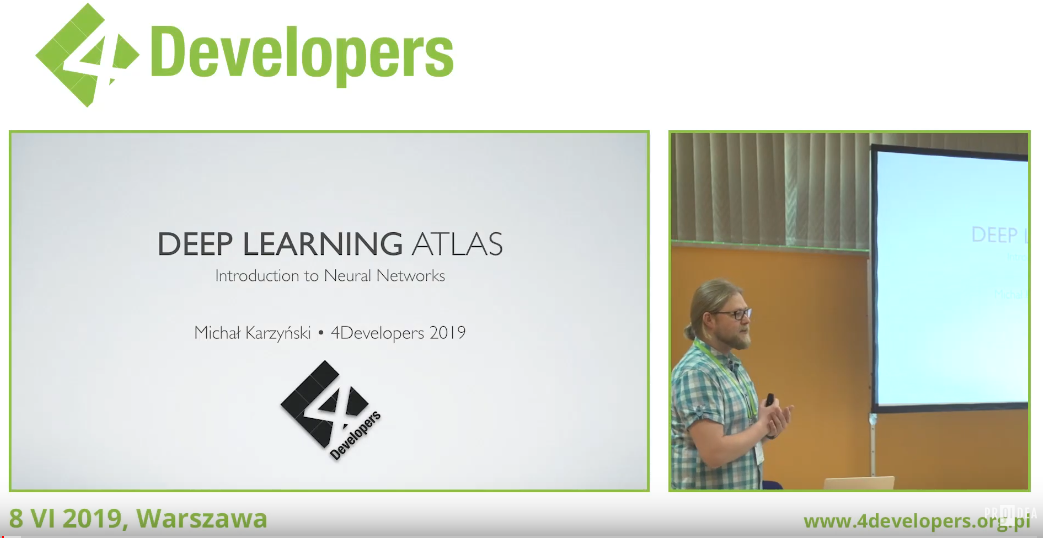 4 Developers
DEEP LEARNING ATLAS
Introduction to Neural Networks
Michał Karzyński • 4Developers 2019
4 Developers
DEEP L
8 VI 2019, Warszawa
www.4developers.org.pl